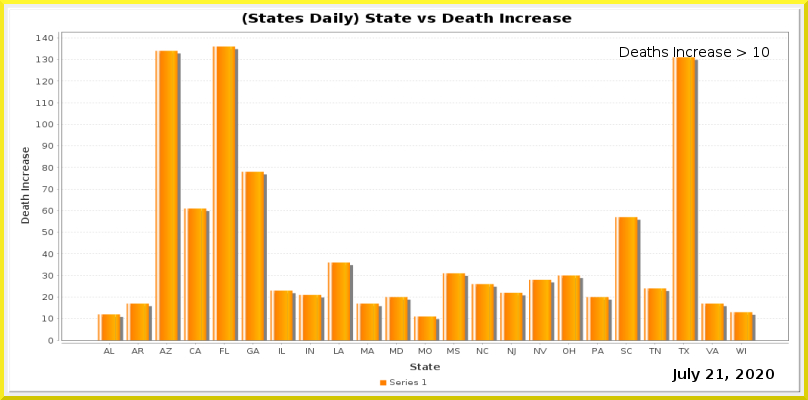 (States Daily) State vs Death Increase
Deaths Increase > 10
140
130
120
110
100
90
80
70
60
50
40
30
20
10
0
Death Increase
AL AR AZ CA FL GA IL IN LA MA MD MO MS NC NJ NV OH PA SC TN TX VA WI
State
Series 1
July 21, 2020